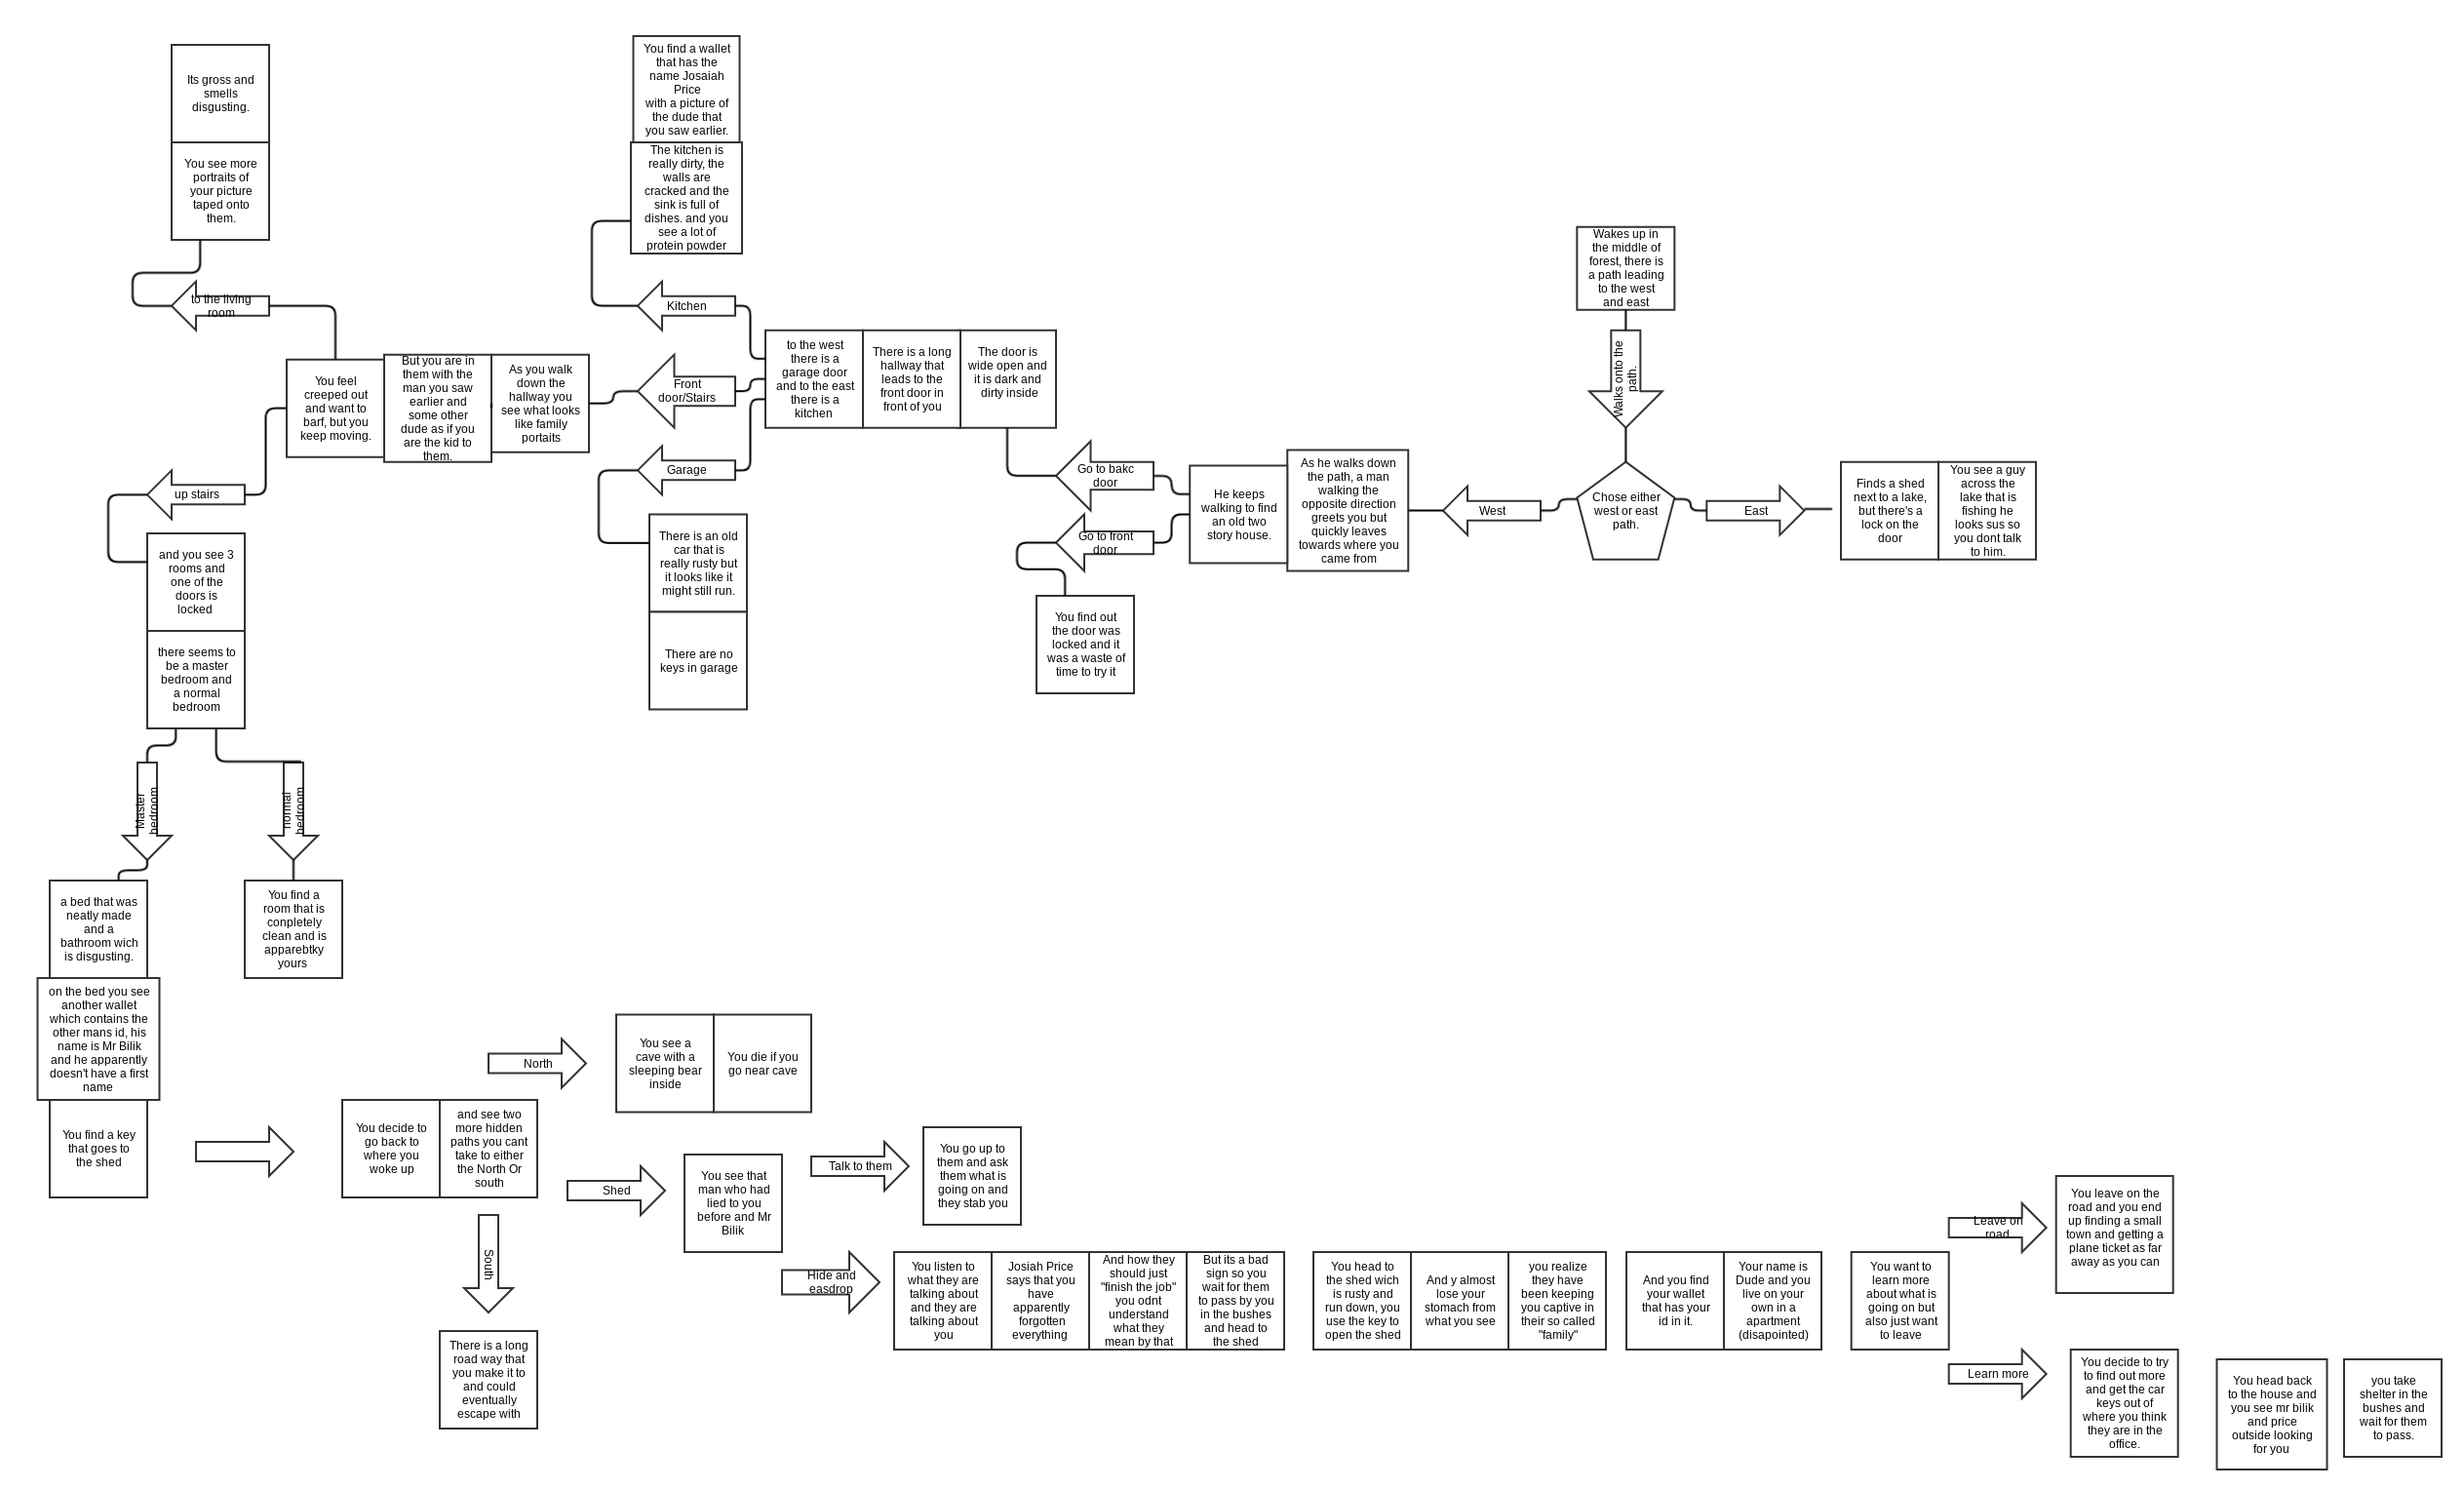 Its gross and
smells
disgusting.
You see more
portraits of
your picture
taped onto
them.
to the living
room
You find a wallet
that has the
name Josaiah
Price
with a picture of
the dude that
you saw earlier.
The kitchen is
really dirty, the
walls are
cracked and the
sink is full of
dishes. and you
see a lot of
protein powder
Kitchen
Wakes up in
the middle of
forest, there is
a path leading
to the west
and east
Walks onto the
path.
Chose either
west or east
path.
West
East
Finds a shed
next to a lake,
but there's a
lock on the
door
You see a guy
across the
lake that is
fishing he
looks sus so
you dont talk
to him.
As he walks down
the path, a man
walking the
opposite direction
greets you but
quickly leaves
towards where you
came from
He keeps
walking to find
an old two
story house.
Go to bakc
door
Go to front
door
You find out
the door was
locked and it
was a waste of
time to try it
The door is
wide open and
it is dark and
dirty inside
There is a long
hallway that
leads to the
front door in
front of you
to the west
there is a
garage door
and to the east
there is a
kitchen
Front
door/Stairs
Garage
There is an old
car that is
really rusty but
it looks like it
might still run.
There are no
keys in garage
As you walk
down the
hallway you
see what looks
like family
portaits
But you are in
them with the
man you saw
earlier and
some other
dude as if you
are the kid to
them.
You feel
creeped out
and want to
barf, but you
keep moving.
up stairs
and you see 3
rooms and
one of the
doors is
locked
there seems to
be a master
bedroom and
a normal
bedroom
Master
bedroom
normal
bedroom
a bed that was
neatly made
and a
bathroom wich
is disgusting.
You find a
room that is
conpletely
clean and is
apparebtky
yours
on the bed you see
another wallet
which contains the
other mans id, his
name is Mr Bilik
and he apparently
doesn't have a first
name
You find a key
that goes to
the shed
You decide to
go back to
where you
woke up
and see two
more hidden
paths you cant
take to either
the North Or
south
North
You see a
cave with a
sleeping bear
inside
You die if you
go near cave
Shed
South
There is a long
road way that
you make it to
and could
eventually
escape with
You see that
man who had
lied to you
before and Mr
Bilik
Talk to them
You go up to
them and ask
them what is
going on and
they stab you
Hide and
easdrop
You listen to
what they are
talking about
and they are
talking about
you
Josiah Price
says that you
have
apparently
forgotten
everything
And how they
should just
"finish the job"
you odnt
understand
what they
mean by that
But its a bad
sign so you
wait for them
to pass by you
in the bushes
and head to
the shed
You head to
the shed wich
is rusty and
run down, you
use the key to
open the shed
And y almost
lose your
stomach from
what you see
you realize
they have
been keeping
you captive in
their so called
"family"
And you find
your wallet
that has your
id in it.
Your name is
Dude and you
live on your
own in a
apartment
(disapointed)
You want to
learn more
about what is
going on but
also just want
to leave
Leave on
road
You leave on the
road and you end
up finding a small
town and getting a
plane ticket as far
away as you can
Learn more
You decide to try
to find out more
and get the car
keys out of
where you think
they are in the
office.
You head back
to the house and
you see mr bilik
and price
outside looking
for you
you take
shelter in the
bushes and
wait for them
to pass.